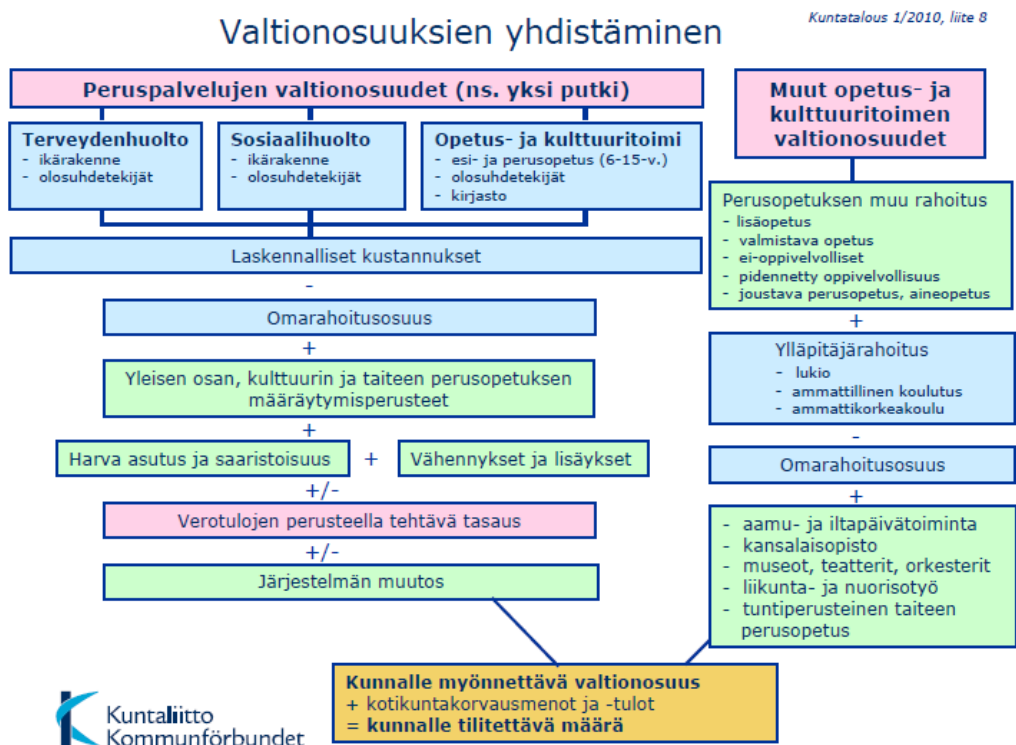 Kuntatalous 1/2010, liite 8
Valtionosuuksien yhdistäminen
Peruspalvelujen valtionosuudet (ns. yksi putki)
Terveydenhuolto
- ikärakenne
- olosuhdetekijät
Sosiaalihuolto
- ikärakenne
- olosuhdetekijät
Opetus- ja kulttuuritoimi
- esi- ja perusopetus (6-15-v.)
- olosuhdetekijät
- kirjasto
Laskennalliset kustannukset
-
Omarahoitusosuus
+
Yleisen osan, kulttuurin ja taiteen perusopetuksen
määräytymisperusteet
+
Harva asutus ja saaristoisuus + Vähennykset ja lisäykset
+/-
Verotulojen perusteella tehtävä tasaus
+/-
Järjestelmän muutos
Muut opetus- ja
kulttuuritoimen
valtionosuudet
Perusopetuksen muu rahoitus
- lisäopetus
- valmistava opetus
- ei-oppivelvolliset
- pidennetty oppivelvollisuus
- joustava perusopetus, aineopetus
+
Ylläpitäjärahoitus
- lukio
- ammattillinen koulutus
- ammattikorkeakoulu
-
Omarahoitusosuus
+
- aamu- ja iltapäivätoiminta
- kansalaisopisto
- museot, teatterit, orkesterit
- liikunta- ja nuorisotyö
- tuntiperusteinen taiteen
perusopetus
Kunnalle myönnettävä valtionosuus
+ kotikuntakorvausmenot ja -tulot
= kunnalle tilitettävä määrä
Kuntaliitto
Kommunförbundet